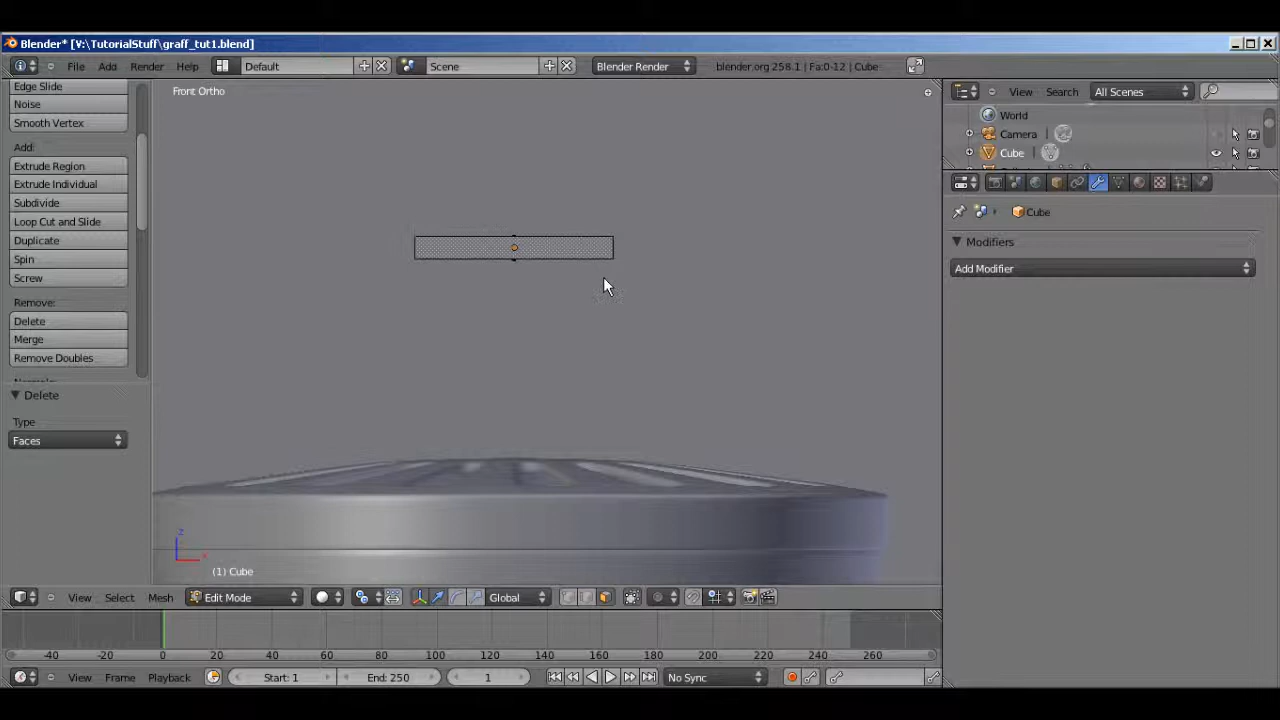 Blender* [V:\TutorialStuff\graff_tut1.blend]
File Add Render Help Default Scene Blender Render blender.org 258.1 | Fa:0-12 | Cube
Edge Slide
Noise
Smooth Vertex
Add:
Extrude Region
Extrude Individual
Subdivide
Loop Cut and Slide
Duplicate
Spin
Screw
Remove:
Delete
Merge
Remove Doubles
Delete
Type
Faces
Front Ortho
z
x
(1) Cube
View Search All Scenes
World
Camera
Cube
Cube
Modifiers
Add Modifier
View Select Mesh Edit Mode Global
-40 -20 0 20 40 60 80 100 120 140 160 180 200 220 240 260
View Frame Playback Start: 1 End: 250 1 No Sync